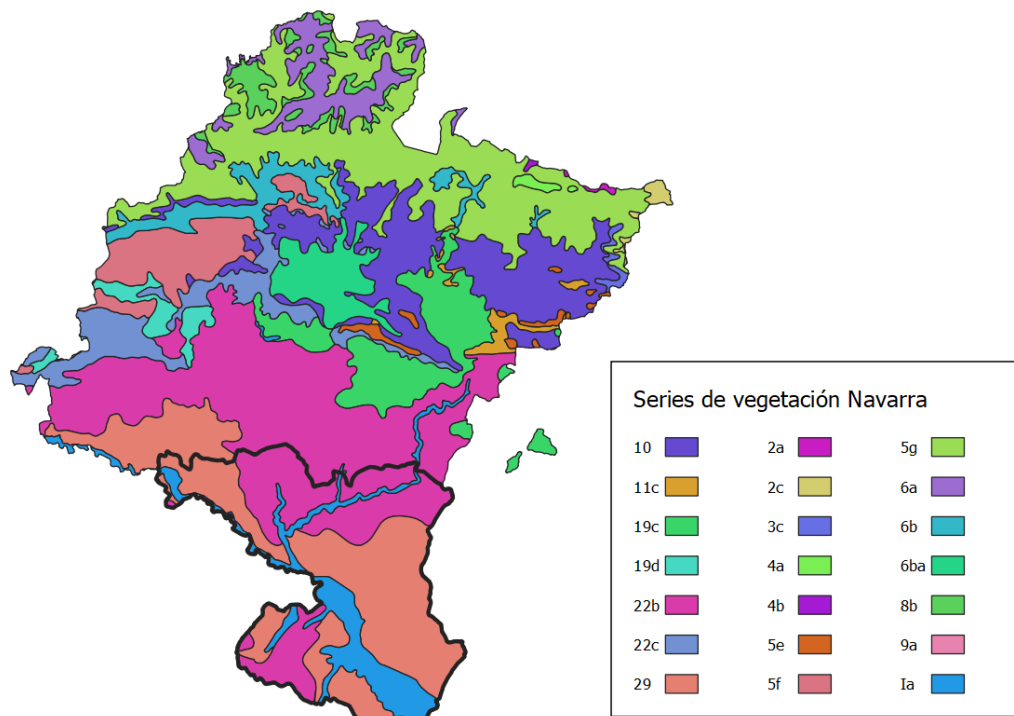 Series de vegetación Navarra
10 2a 5g
11c 2c 6a
19c 3c 6b
19d 4a 6ba
22b 4b 8b
22c 5e 9a
29 5f Ia